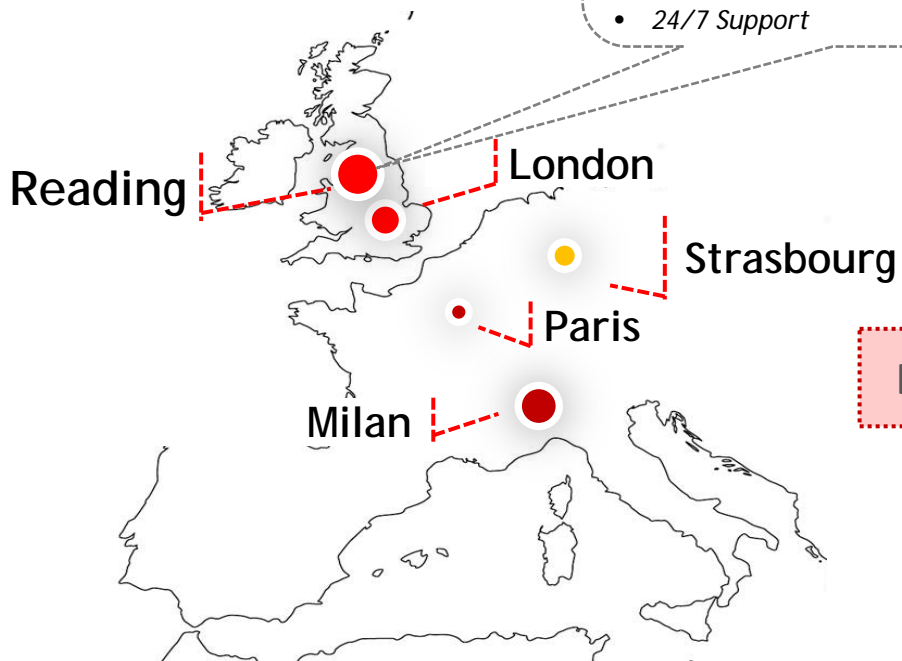 • 24/7 Support
London
Reading
Strasbourg
Paris
Milan